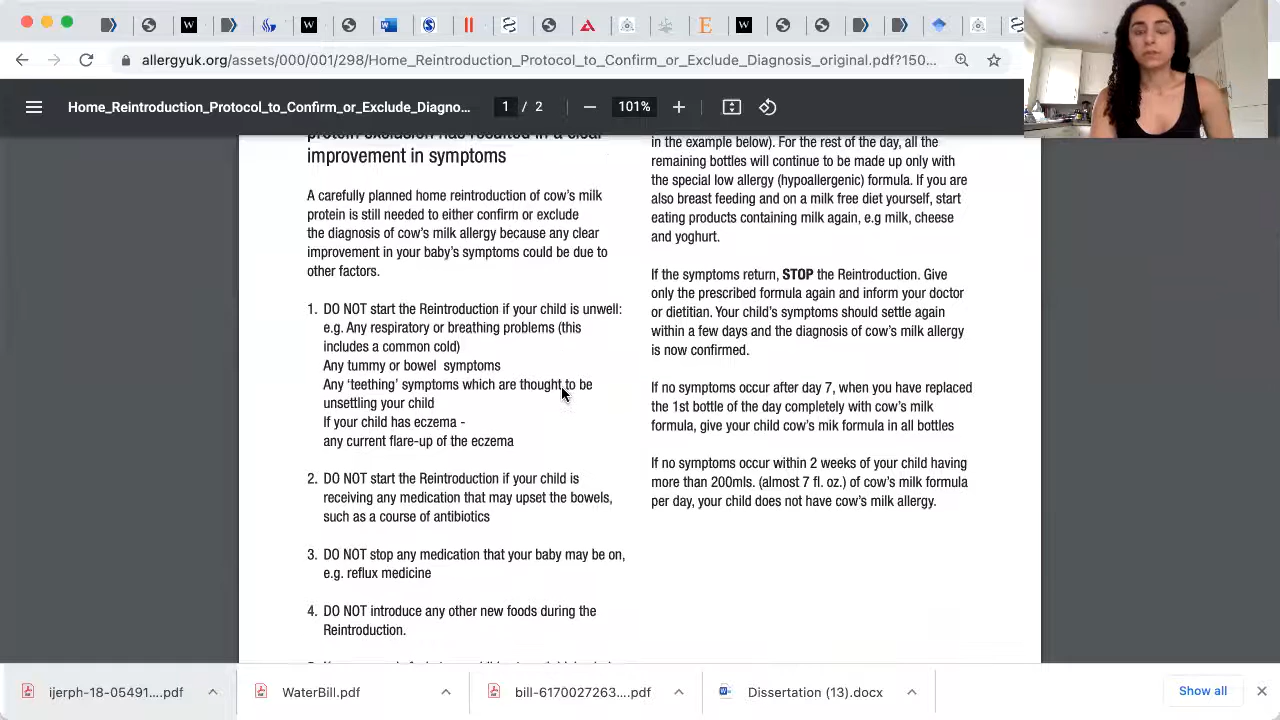 allergyuk.org/assets/000/001/298/Home_Reintroduction_Protocol_to_Confirm_or_Exclude_Diagnosis_original.pdf?150...
Home_Reintroduction_Protocol_to_Confirm_or_Exclude_Diagno...
1 / 2
101%
protein exclusion has resulted in a clear
improvement in symptoms
A carefully planned home reintroduction of cow's milk
protein is still needed to either confirm or exclude
the diagnosis of cow's milk allergy because any clear
improvement in your baby's symptoms could be due to
other factors.
1. DO NOT start the Reintroduction if your child is unwell:
e.g. Any respiratory or breathing problems (this
includes a common cold)
Any tummy or bowel symptoms
Any 'teething' symptoms which are thought to be
unsettling your child
If your child has eczema -
any current flare-up of the eczema
2. DO NOT start the Reintroduction if your child is
receiving any medication that may upset the bowels,
such as a course of antibiotics
3. DO NOT stop any medication that your baby may be on,
e.g. reflux medicine
4. DO NOT introduce any other new foods during the
Reintroduction.
in the example below). For the rest of the day, all the
remaining bottles will continue to be made up only with
the special low allergy (hypoallergenic) formula. If you are
also breast feeding and on a milk free diet yourself, start
eating products containing milk again, e.g milk, cheese
and yoghurt.
If the symptoms return, STOP the Reintroduction. Give
only the prescribed formula again and inform your doctor
or dietitian. Your child's symptoms should settle again
within a few days and the diagnosis of cow's milk allergy
is now confirmed.
If no symptoms occur after day 7, when you have replaced
the 1st bottle of the day completely with cow's milk
formula, give your child cow's mik formula in all bottles
If no symptoms occur within 2 weeks of your child having
more than 200mls. (almost 7 fl. oz.) of cow's milk formula
per day, your child does not have cow's milk allergy.
ijerph-18-05491....pdf
WaterBill.pdf
bill-6170027263....pdf
Dissertation (13).docx
Show all